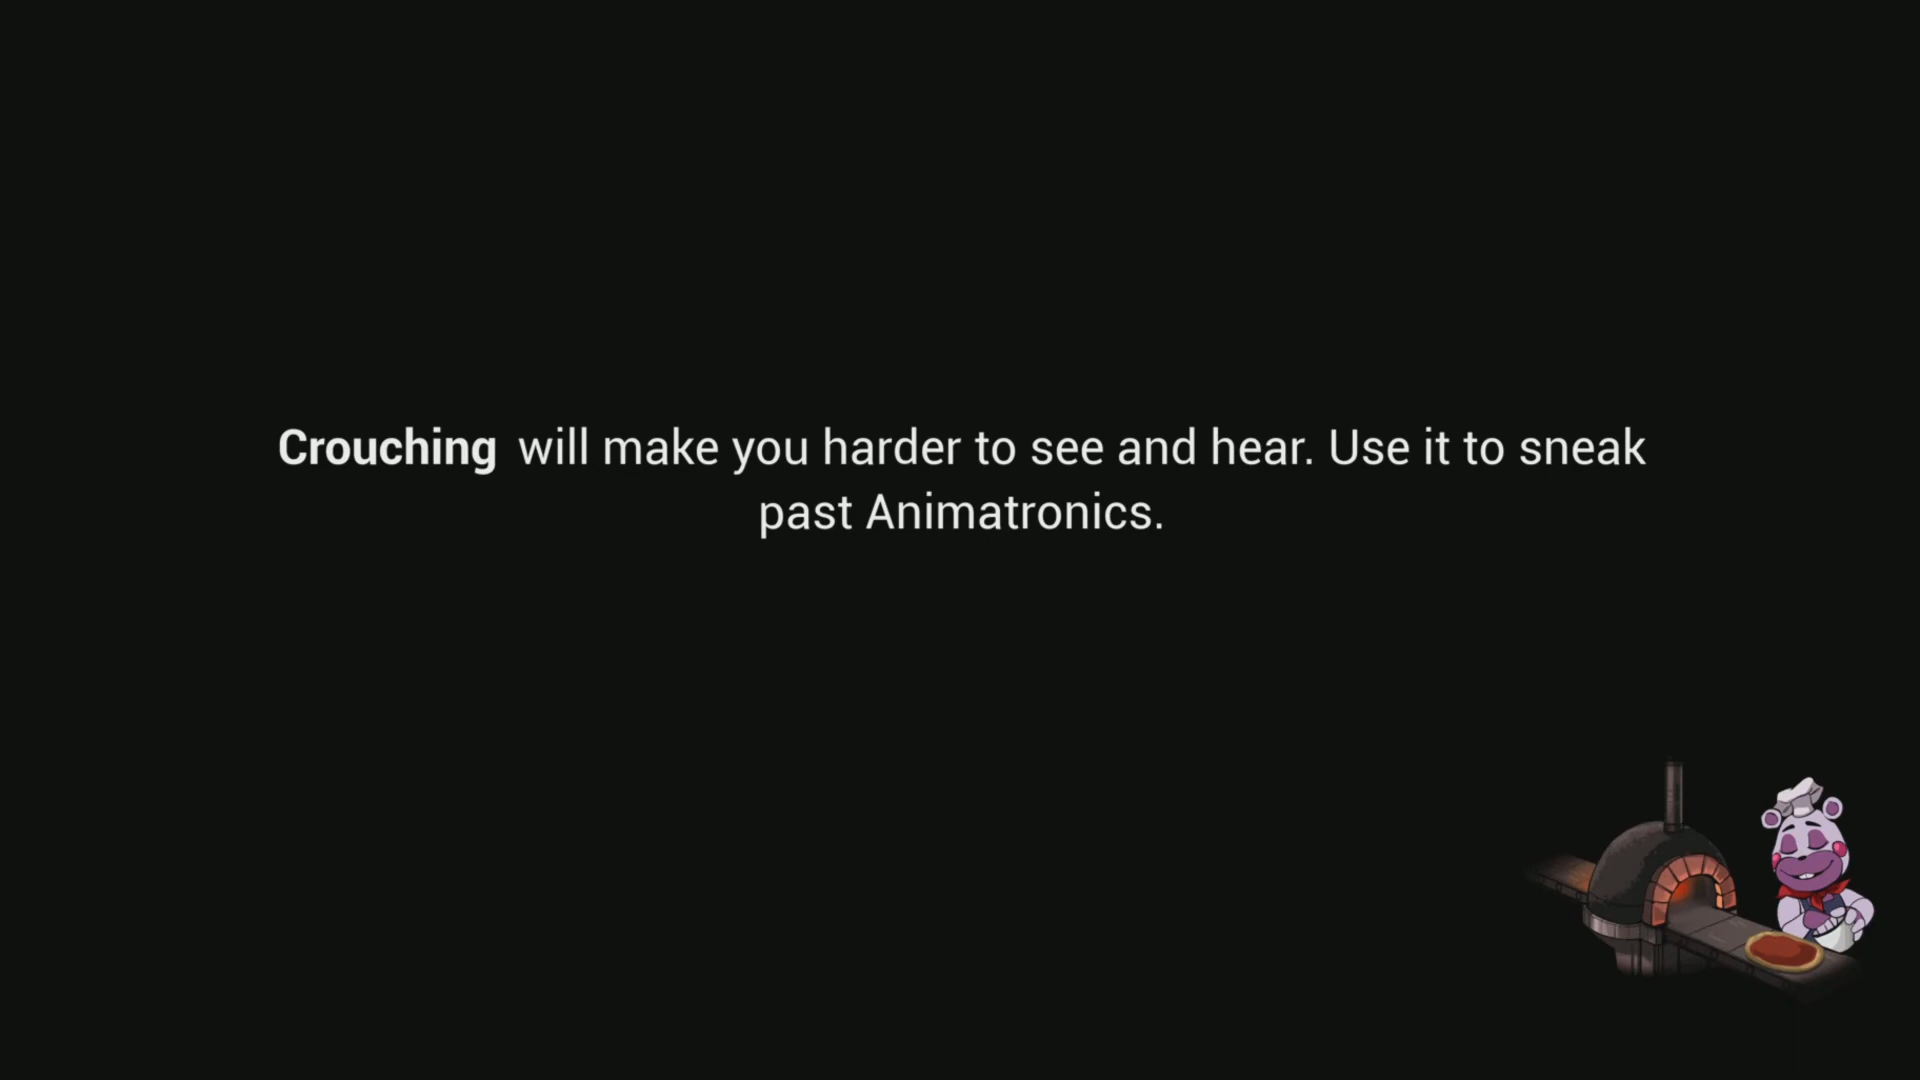 Crouching will make you harder to see and hear. Use it to sneak
past Animatronics.